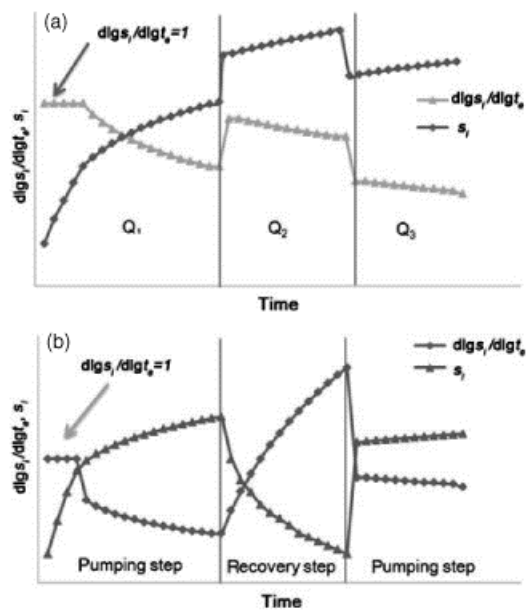 (a)
dlgsᵢ/dlgtₑ=1
dlgsᵢ/dlgtₑ
sᵢ
dlgsᵢ/dlgtₑ, sᵢ
Q₁
Q₂
Q₃
Time
(b)
dlgsᵢ/dlgtₑ=1
dlgsᵢ/dlgtₑ
sᵢ
dlgsᵢ/dlgtₑ, sᵢ
Pumping step
Recovery step
Pumping step
Time